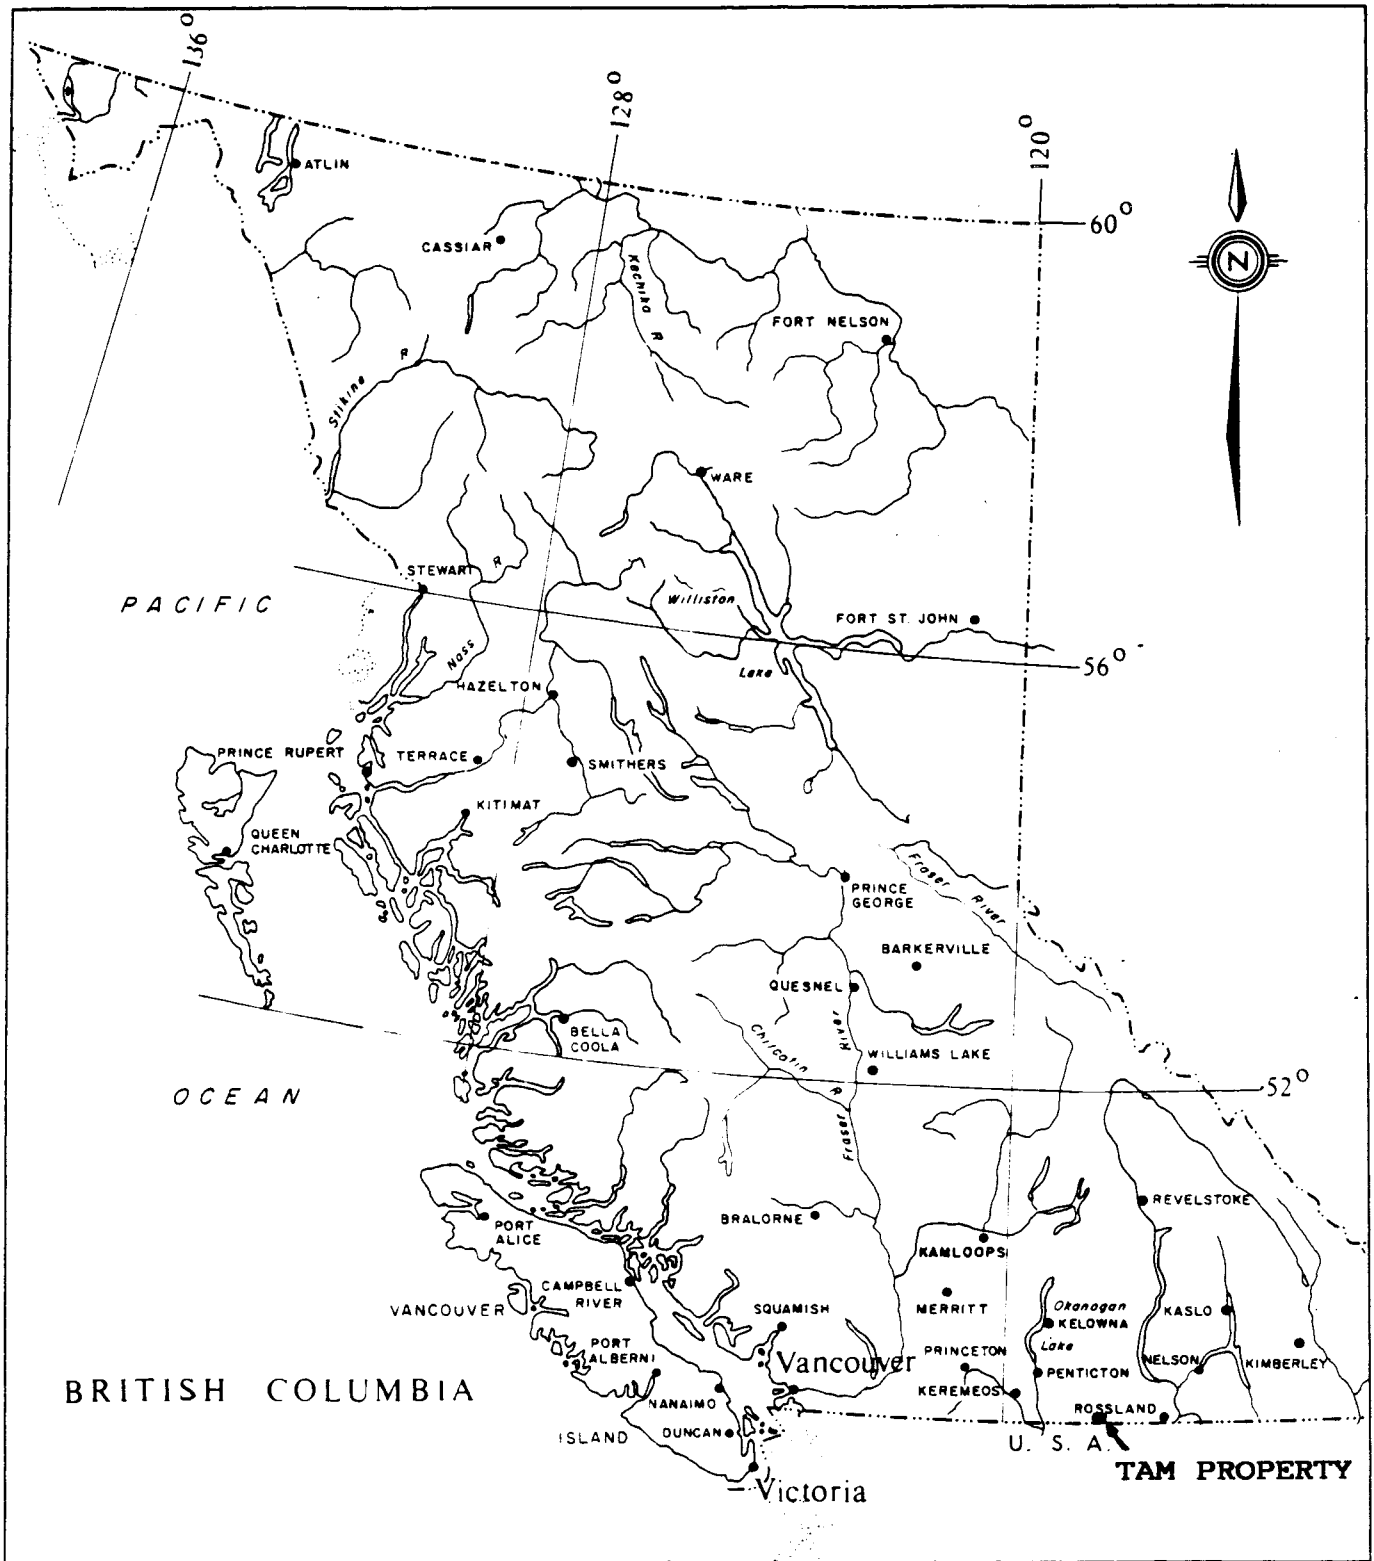 136°
128°
120°
ATLIN
60°
CASSIAR
Kechika R
N
FORT NELSON
Stikine R
WARE
STEWART
PACIFIC
Williston
FORT ST. JOHN
Nass R
56°
Lake
HAZELTON
PRINCE RUPERT
TERRACE
SMITHERS
KITIMAT
QUEEN
CHARLOTTE
Fraser River
PRINCE
GEORGE
BARKERVILLE
QUESNEL
BELLA
COOLA
Chilcotin R
Fraser River
WILLIAMS LAKE
52°
OCEAN
REVELSTOKE
PORT
ALICE
BRALORNE
KAMLOOPS
CAMPBELL
RIVER
VANCOUVER
SQUAMISH
MERRITT
Okanagan
KELOWNA
KASLO
Lake
PORT
ALBERNI
Vancouver
PRINCETON
PENTICTON
NELSON
KIMBERLEY
BRITISH COLUMBIA
NANAIMO
KEREMEOS
ROSSLAND
ISLAND
DUNCAN
U. S. A.
TAM PROPERTY
Victoria